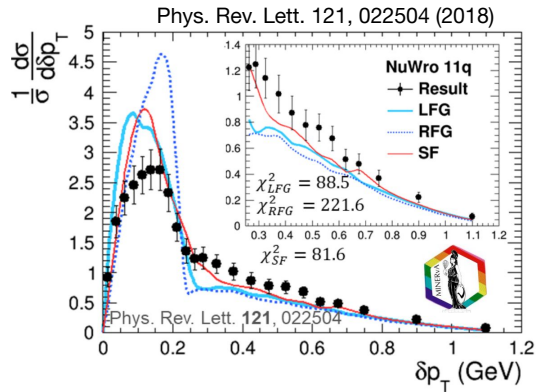 Phys. Rev. Lett. 121, 022504 (2018)
1/σ dσ/dδp_T
5
4.5
4
3.5
3
2.5
2
1.5
1
0.5
0
0 0.2 0.4 0.6 0.8 1 1.2
δp_T (GeV)
1.4
1.2
1
0.8
0.6
0.4
0.2
0
0.3 0.4 0.5 0.6 0.7 0.8 0.9 1 1.1
NuWro 11q
Result
LFG
RFG
SF
χ²_LFG = 88.5
χ²_RFG = 221.6
χ²_SF = 81.6
Phys. Rev. Lett. 121, 022504
MINERvA